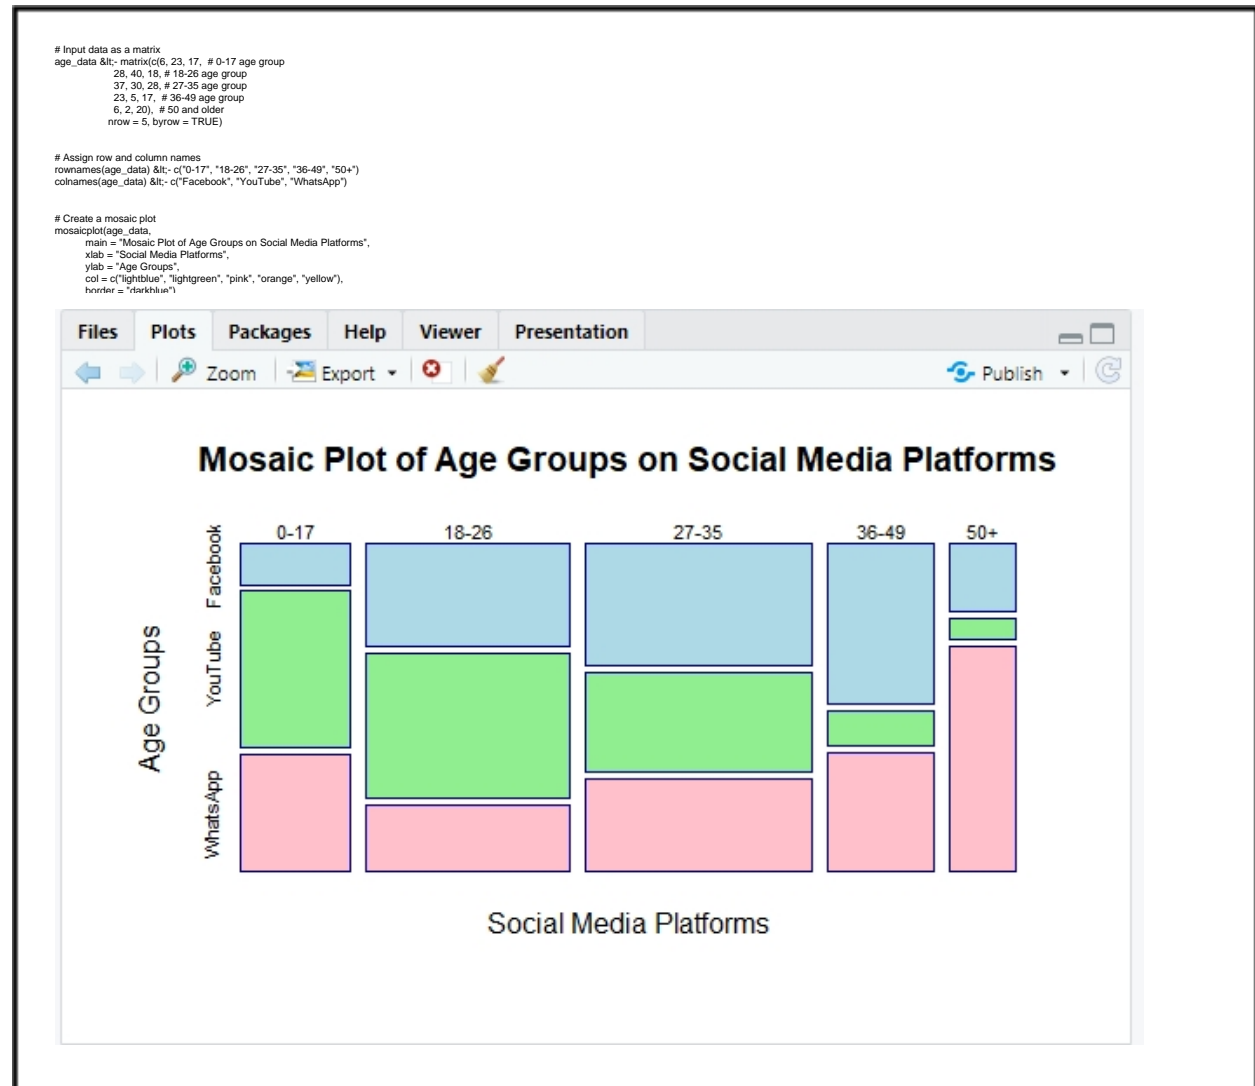 # Input data as a matrix
age_data &lt;- matrix(c(6, 23, 17,  # 0-17 age group
28, 40, 18, # 18-26 age group
37, 30, 28, # 27-35 age group
23, 5, 17,  # 36-49 age group
6, 2, 20),  # 50 and older
nrow = 5, byrow = TRUE)
# Assign row and column names
rownames(age_data) &lt;- c("0-17", "18-26", "27-35", "36-49", "50+")
colnames(age_data) &lt;- c("Facebook", "YouTube", "WhatsApp")
# Create a mosaic plot
mosaicplot(age_data,
main = "Mosaic Plot of Age Groups on Social Media Platforms",
xlab = "Social Media Platforms",
ylab = "Age Groups",
col = c("lightblue", "lightgreen", "pink", "orange", "yellow"),
border = "darkblue")
Files Plots Packages Help Viewer Presentation
Zoom Export Publish
Mosaic Plot of Age Groups on Social Media Platforms
0-17 18-26 27-35 36-49 50+
Facebook
YouTube
WhatsApp
Age Groups
Social Media Platforms